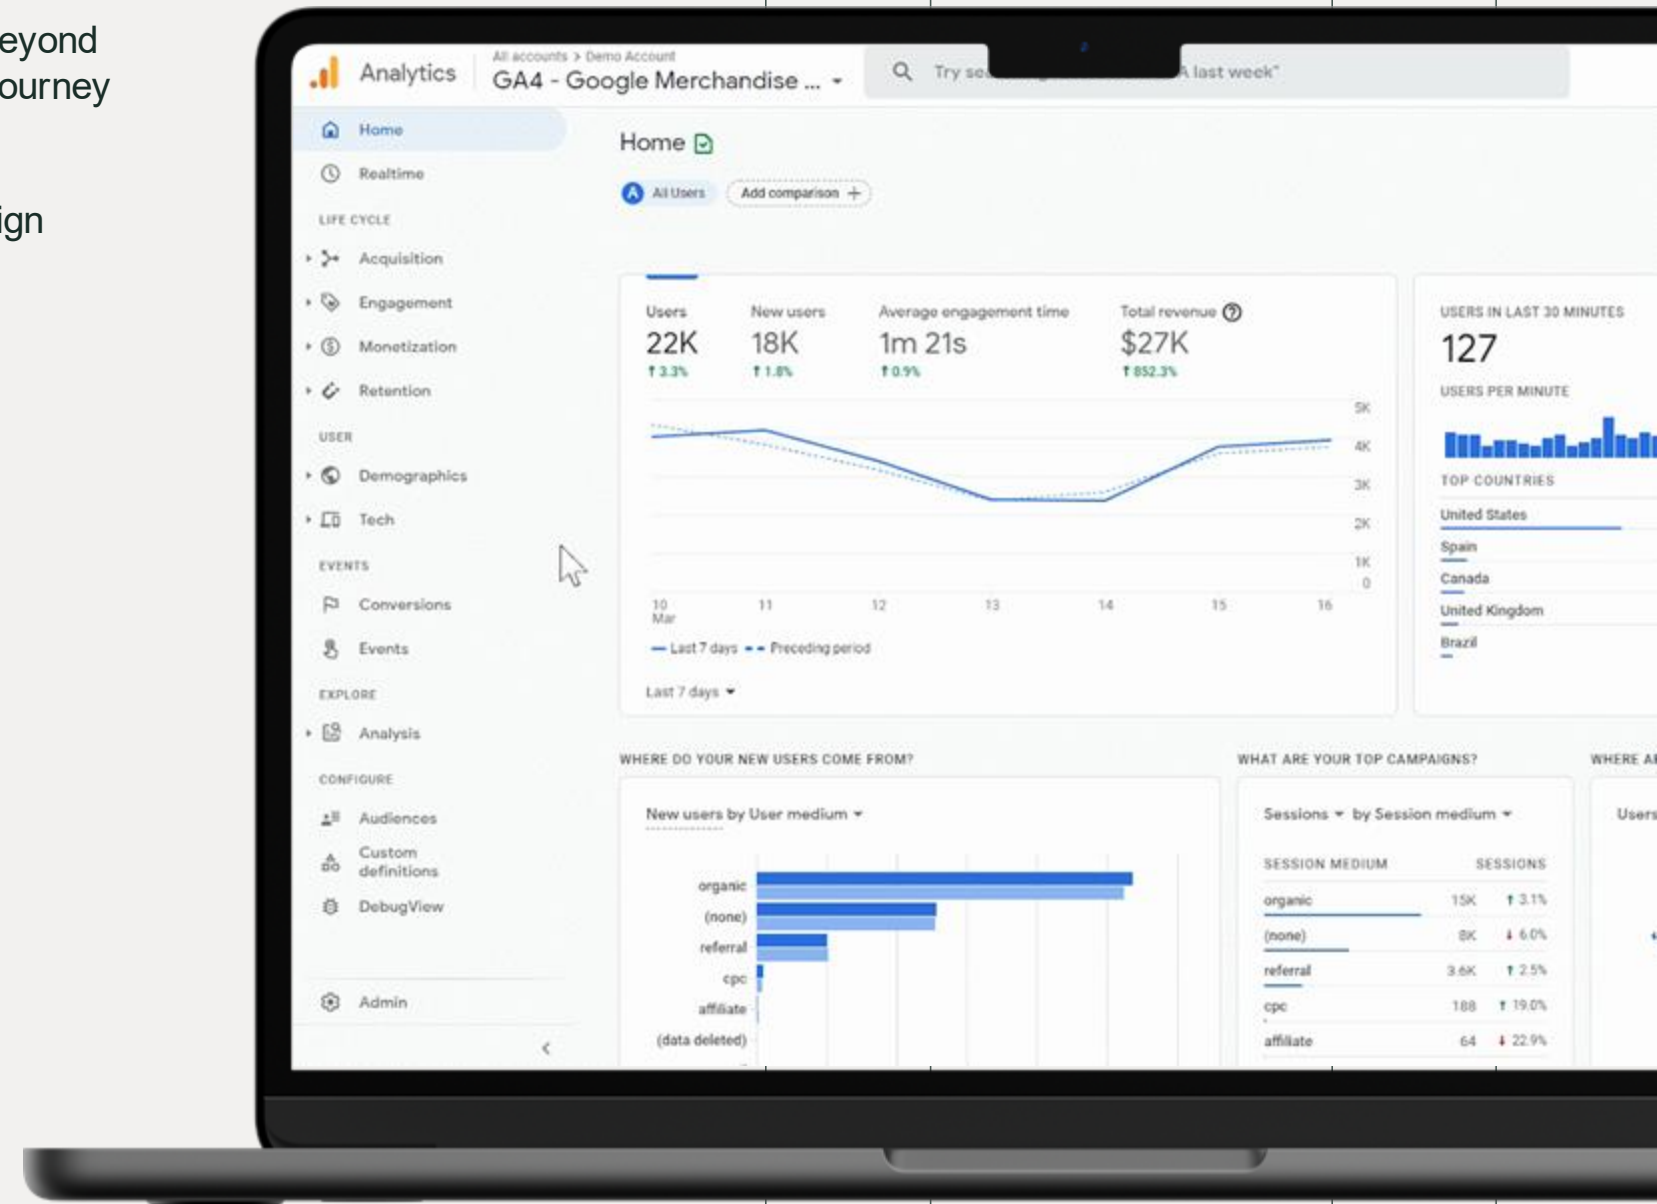 eyond
ourney
ign
Analytics
All accounts > Demo Account
GA4 - Google Merchandise ...
Try se
A last week"
Home
Realtime
LIFE CYCLE
Acquisition
Engagement
Monetization
Retention
USER
Demographics
Tech
EVENTS
Conversions
Events
EXPLORE
Analysis
CONFIGURE
Audiences
Custom
definitions
DebugView
Admin
Home
A All Users
Add comparison +
Users
22K
↑ 3.3%
New users
18K
↑ 1.8%
Average engagement time
1m 21s
↑ 0.9%
Total revenue
$27K
↑ 852.3%
5K
4K
3K
2K
1K
0
10 11 12 13 14 15 16
Mar
Last 7 days Preceding period
Last 7 days
USERS IN LAST 30 MINUTES
127
USERS PER MINUTE
TOP COUNTRIES
United States
Spain
Canada
United Kingdom
Brazil
WHERE DO YOUR NEW USERS COME FROM?
New users by User medium
organic
(none)
referral
cpc
affiliate
(data deleted)
WHAT ARE YOUR TOP CAMPAIGNS?
Sessions by Session medium
SESSION MEDIUM SESSIONS
organic 15K ↑ 3.1%
(none) 8K ↓ 6.0%
referral 3.6K ↑ 2.5%
cpc 188 ↑ 19.0%
affiliate 64 ↓ 22.9%
WHERE A
Users